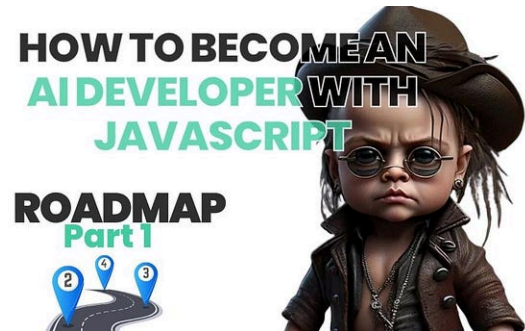 HOW TO BECOME AN
AI DEVELOPER WITH
JAVASCRIPT
ROADMAP
Part 1
4
2
3